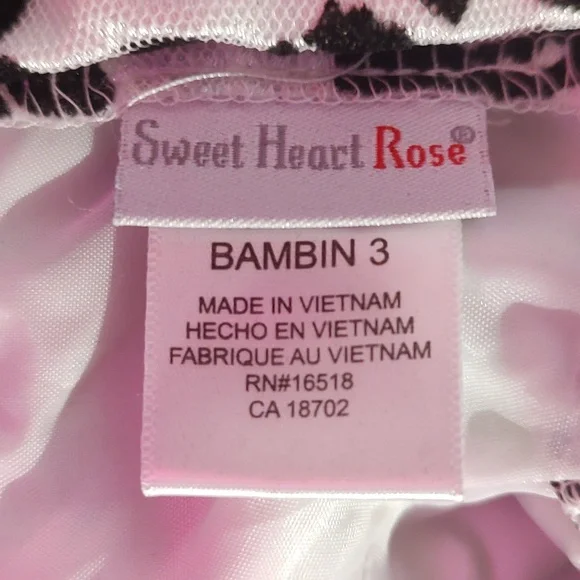 Sweet Heart Rose®
BAMBIN 3
MADE IN VIETNAM
HECHO EN VIETNAM
FABRIQUE AU VIETNAM
RN#16518
CA 18702